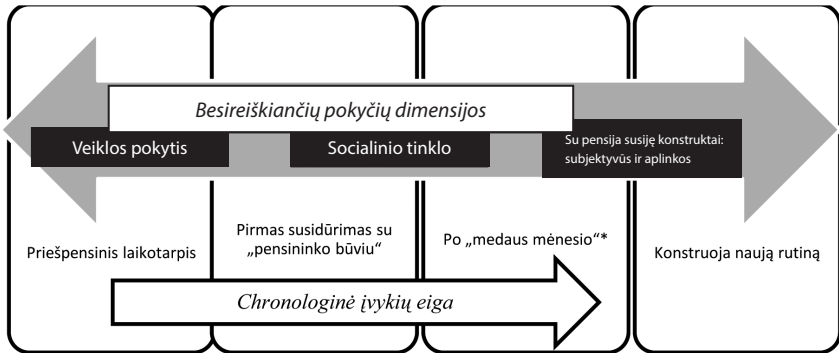 Besireiškiančių pokyčių dimensijos
Veiklos pokytis
Socialinio tinklo
Su pensija susiję konstruktai:
subjektyvūs ir aplinkos
Priešpensinis laikotarpis
Pirmas susidūrimas su
„pensininko būviu“
Po „medaus mėnesio“*
Konstruoja naują rutiną
Chronologinė įvykių eiga